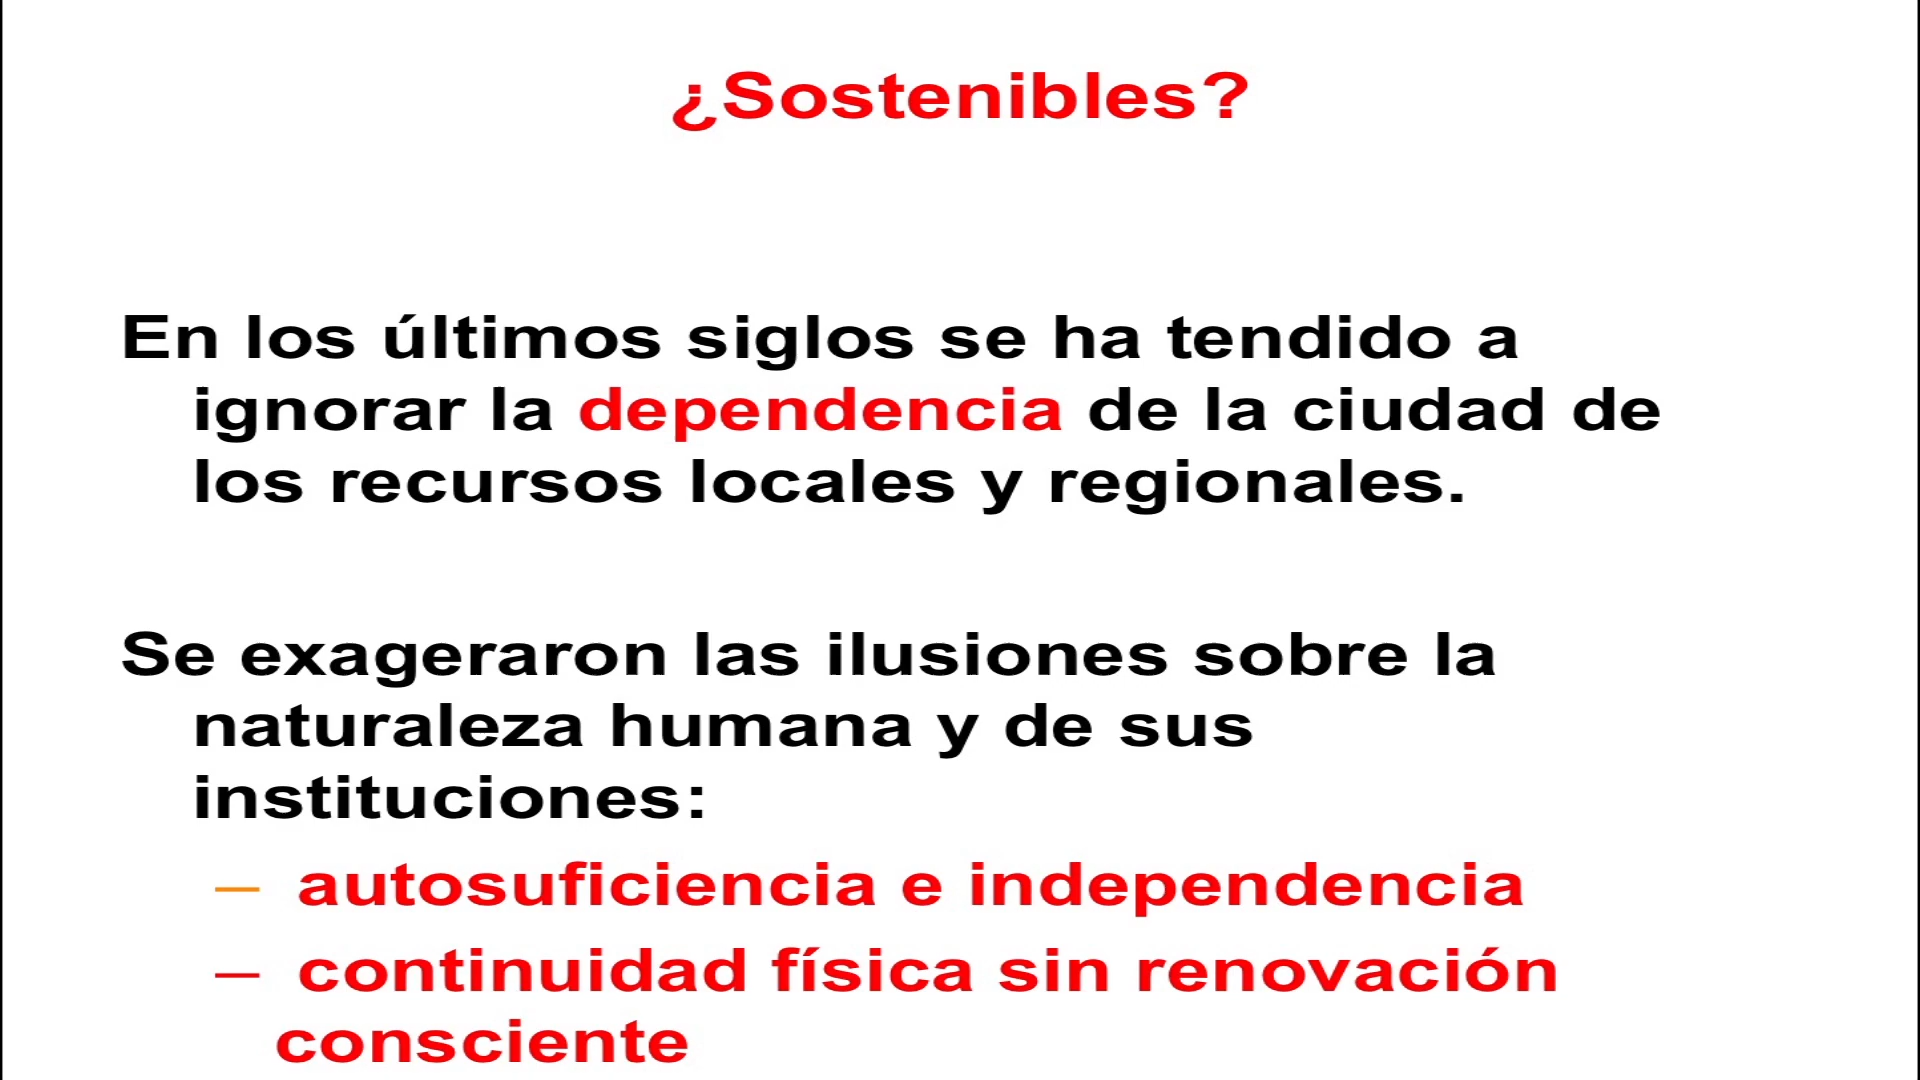 ¿Sostenibles?
En los últimos siglos se ha tendido a
ignorar la dependencia de la ciudad de
los recursos locales y regionales.
Se exageraron las ilusiones sobre la
naturaleza humana y de sus
instituciones:
– autosuficiencia e independencia
– continuidad física sin renovación
consciente